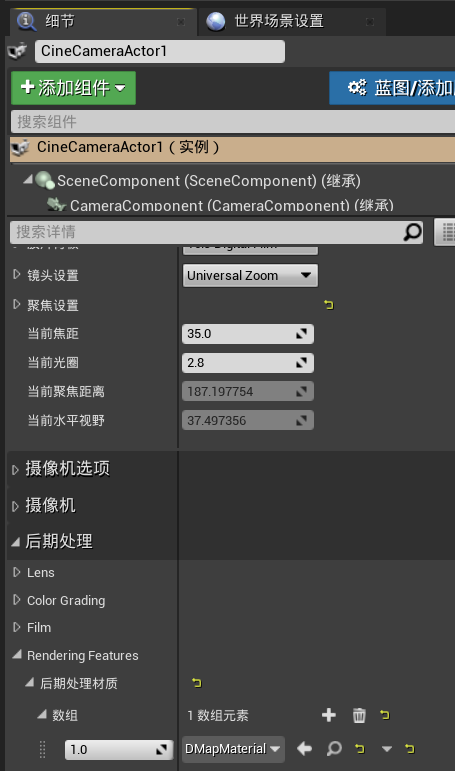 细节
世界场景设置
CineCameraActor1
添加组件
蓝图/添加
搜索组件
CineCameraActor1 ( 实例 )
SceneComponent (SceneComponent) (继承)
CameraComponent (CameraComponent) (继承)
搜索详情
镜头设置
Universal Zoom
聚焦设置
当前焦距
35.0
当前光圈
2.8
当前聚焦距离
187.197754
当前水平视野
37.497356
摄像机选项
摄像机
后期处理
Lens
Color Grading
Film
Rendering Features
后期处理材质
数组
1 数组元素
1.0
DMapMaterial